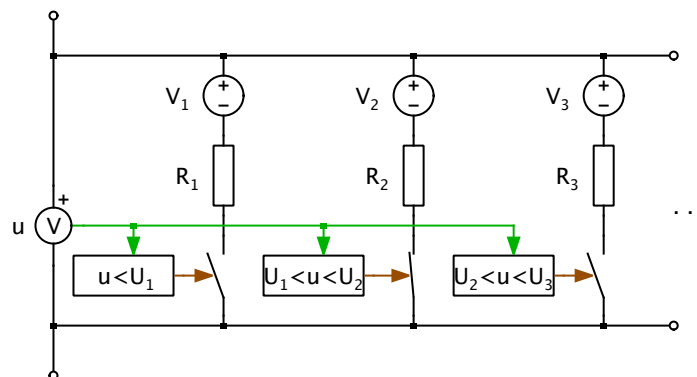 + − V₁
+ − V₂
+ − V₃
R₁
R₂
R₃
u + V
u<U₁
U₁<u<U₂
U₂<u<U₃
. .